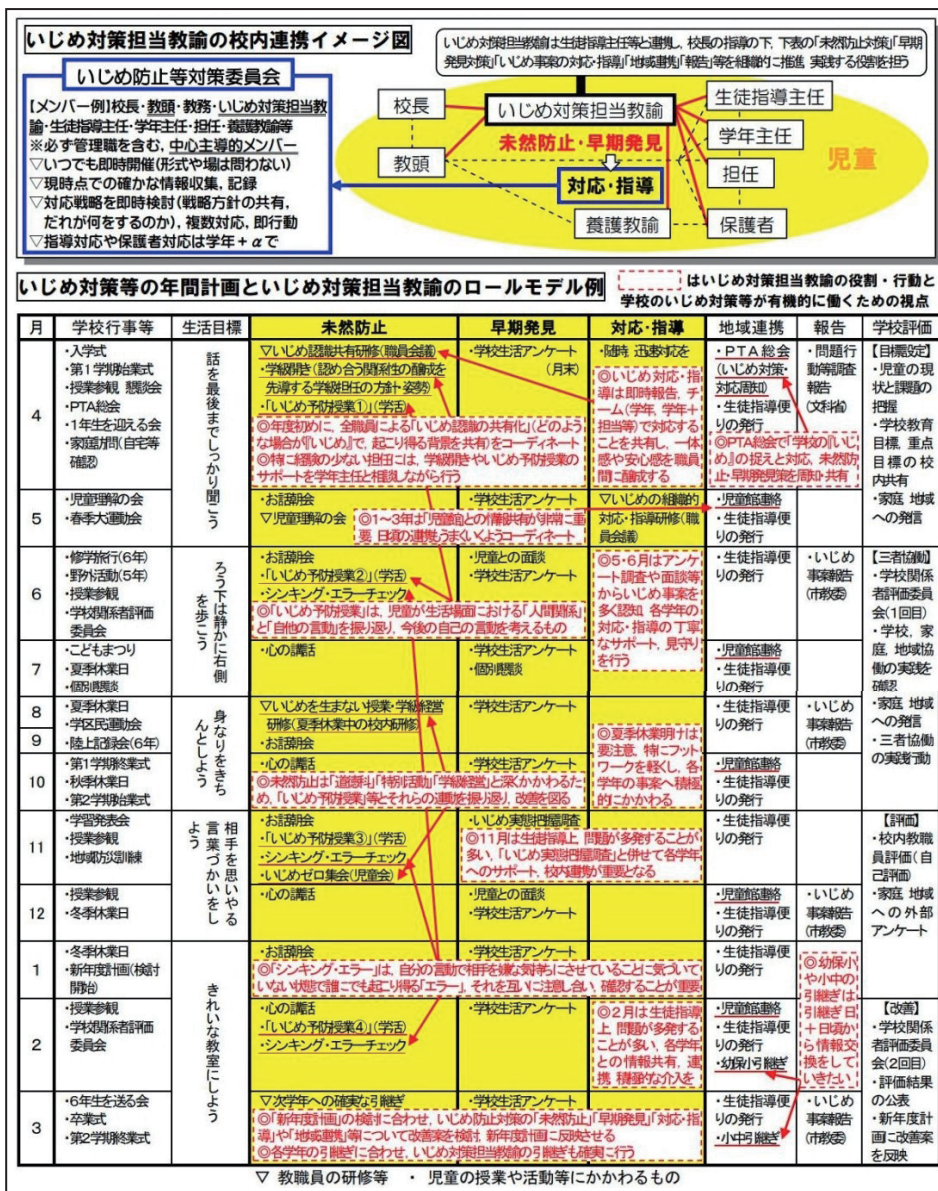 いじめ対策担当教諭の校内連携イメージ図
いじめ対策担当教諭は生徒指導主任等と連携し，校長の指導の下，下表の「未然防止対策」「早期
発見対策」「いじめ事案の対応・指導」「地域連携」「報告」等を組織的に推進，実践する役割を担う
いじめ防止等対策委員会
【メンバー例】校長・教頭・教務・いじめ対策担当教
諭・生徒指導主任・学年主任・担任・養護教諭等
※必ず管理職を含む，中心主導的メンバー
▽いつでも即時開催(形式や場は問わない)
▽現時点での確かな情報収集，記録
▽対応戦略を即時検討(戦略方針の共有，
だれが何をするのか)，複数対応，即行動
▽指導対応や保護者対応は学年＋αで
校長
教頭
いじめ対策担当教諭
未然防止・早期発見
対応・指導
養護教諭
生徒指導主任
学年主任
担任
保護者
児童
いじめ対策等の年間計画といじめ対策担当教諭のロールモデル例
はいじめ対策担当教諭の役割・行動と
学校のいじめ対策等が有機的に働くための視点
月 学校行事等 生活目標 未然防止 早期発見 対応・指導 地域連携 報告 学校評価
4
・入学式
・第1学期始業式
・授業参観 懇談会
・PTA総会
・1年生を迎える会
・家庭訪問(自宅等
確認)
話を最後までしっかり聞こう
▽いじめ認識共有研修(職員会議)
・学級開き(認め合う関係性の醸成を
先導する学級担任の方針・姿勢)
・「いじめ予防授業①」(学活)
◎年度初めに，全職員による「いじめ認識の共有化」(どのよ
うな場合が『いじめ』で，起こり得る背景を共有)をコーディネート
◎特に経験の少ない担任には，学級開きやいじめ予防授業の
サポートを学年主任と相談しながら行う
・学校生活アンケート
(月末)
・随時 迅速対応を
◎いじめ対応・指
導は即時報告，チ
ーム(学年，学年＋
担当等)で対応する
ことを共有し，一体
感や安心感を職員
間に醸成する
・ＰＴＡ総会
(いじめ対策・
対応周知)
・生徒指導便
りの発行
◎PTA総会で「学校の『いじ
め』の捉えと対応，未然防
止・早期発見策を周知・共有
・問題行
動等調査
報告
(文科省)
【目標設定】
・児童の現
状と課題の
把握
・学校教育
目標，重点
目標の校
内共有
・家庭 地域
への発信
5
・児童理解の会
・春季大運動会
・お話朝会
▽児童理解の会
・学校生活アンケート
◎1～3年は「児童館」との情報共有が非常に重
要 日頃の連携もうまくいくようコーディネート
▽いじめの組織的
対応・指導研修(職
員会議)
・児童館連絡
・生徒指導便
りの発行
6
・修学旅行(6年)
・野外活動(5年)
・授業参観
・学校関係者評価
委員会
ろう下は静かに右側
を歩こう
・お話朝会
・「いじめ予防授業②」(学活)
・シンキング・エラーチェック
◎「いじめ予防授業」は，児童が生活場面における「人間関係」
と「自他の言動」を振り返り，今後の自己の言動を考えるもの
・児童との面談
・学校生活アンケート
◎5・6月はアンケ
ート調査や面談等
からいじめ事案を
多く認知 各学年の
対応・指導の丁寧
なサポート，見守り
を行う
・生徒指導便
りの発行
・いじめ
事案報告
(市教委)
【三者協働】
・学校関係
者評価委員
会(1回目)
・学校，家
庭，地域協
働の実践を
確認
・家庭 地域
への発信
・三者協働
の実践行動
7
・こどもまつり
・夏季休業日
・個別懇談
・心の講話
・学校生活アンケート
・個別懇談
・児童館連絡
・生徒指導便
りの発行
8
9
・夏季休業日
・学区民運動会
・陸上記録会(6年)
身なりをきち
んとしよう
▽いじめを生まない授業・学級経営
研修(夏季休業中の校内研修)
・お話朝会
・学校生活アンケート
◎夏季休業明けは
要注意，特にフット
ワークを軽くし，各
学年の事案へ積極
的にかかわる
・生徒指導便
りの発行
・いじめ
事案報告
(市教委)
10
・第1学期終業式
・秋季休業日
・第2学期始業式
・心の講話
・学校生活アンケート
◎未然防止は「道徳科」「特別活動」「学級経営」と深くかかわるた
め，「いじめ予防授業」等とそれらの連動を振り返り，改善を図る
・児童館連絡
・生徒指導便
りの発行
11
・学習発表会
・授業参観
・地域防災訓練
相手を思いやる
言葉づかいをし
よう
・お話朝会
・「いじめ予防授業③」(学活)
・シンキング・エラーチェック
・いじめゼロ集会(児童会)
・いじめ実態把握調査
◎11月は生徒指導上 問題が多発することが
多い，「いじめ実態把握調査」と併せて各学年
へのサポート，校内連携が重要となる
・生徒指導便
りの発行
【評価】
・校内教職
員評価(自
己評価)
・家庭 地域
への外部
アンケート
12
・授業参観
・冬季休業日
・心の講話
・児童との面談
・学校生活アンケート
・児童館連絡
・生徒指導便
りの発行
・いじめ
事案報告
(市教委)
1
・冬季休業日
・新年度計画(検討
開始)
きれいな教室にしよう
・お話朝会
・学校生活アンケート
◎「シンキング・エラー」は，自分の言動で相手を嫌な気持ちにさせていることに気づいて
いない状態で誰にでも起こり得る「エラー」，それを互いに注意し合い，確認することが重要
・生徒指導便
りの発行
◎幼保小
や小中の
引継ぎは
引継ぎ日
＋日頃か
ら情報交
換をして
いきたい
2
・授業参観
・学校関係者評価
委員会
・心の講話
・「いじめ予防授業④」(学活)
・シンキング・エラーチェック
・学校生活アンケート
◎2月は生徒指導
上 問題が多発する
ことが多い，各学年
との情報共有，連
携 積極的な介入を
・児童館連絡
・生徒指導便
りの発行
・幼保小引継ぎ
【改善】
・学校関係
者評価委員
会(2回目)
・評価結果
の公表
・新年度計
画に改善案
を反映
3
・6年生を送る会
・卒業式
・第2学期終業式
▽次学年への確実な引継ぎ
・学校生活アンケート
◎「新年度計画」の検討に合わせ，いじめ防止対策の「未然防止」「早期発見」「対応・指
導」や「地域連携」等について改善案を検討，新年度計画に反映させる
◎各学年の引継ぎに合わせ，いじめ対策担当教諭の引継ぎも確実に行う
・生徒指導便
りの発行
・小中引継ぎ
・いじめ
事案報告
(市教委)
▽ 教職員の研修等 ・ 児童の授業や活動等にかかわるもの